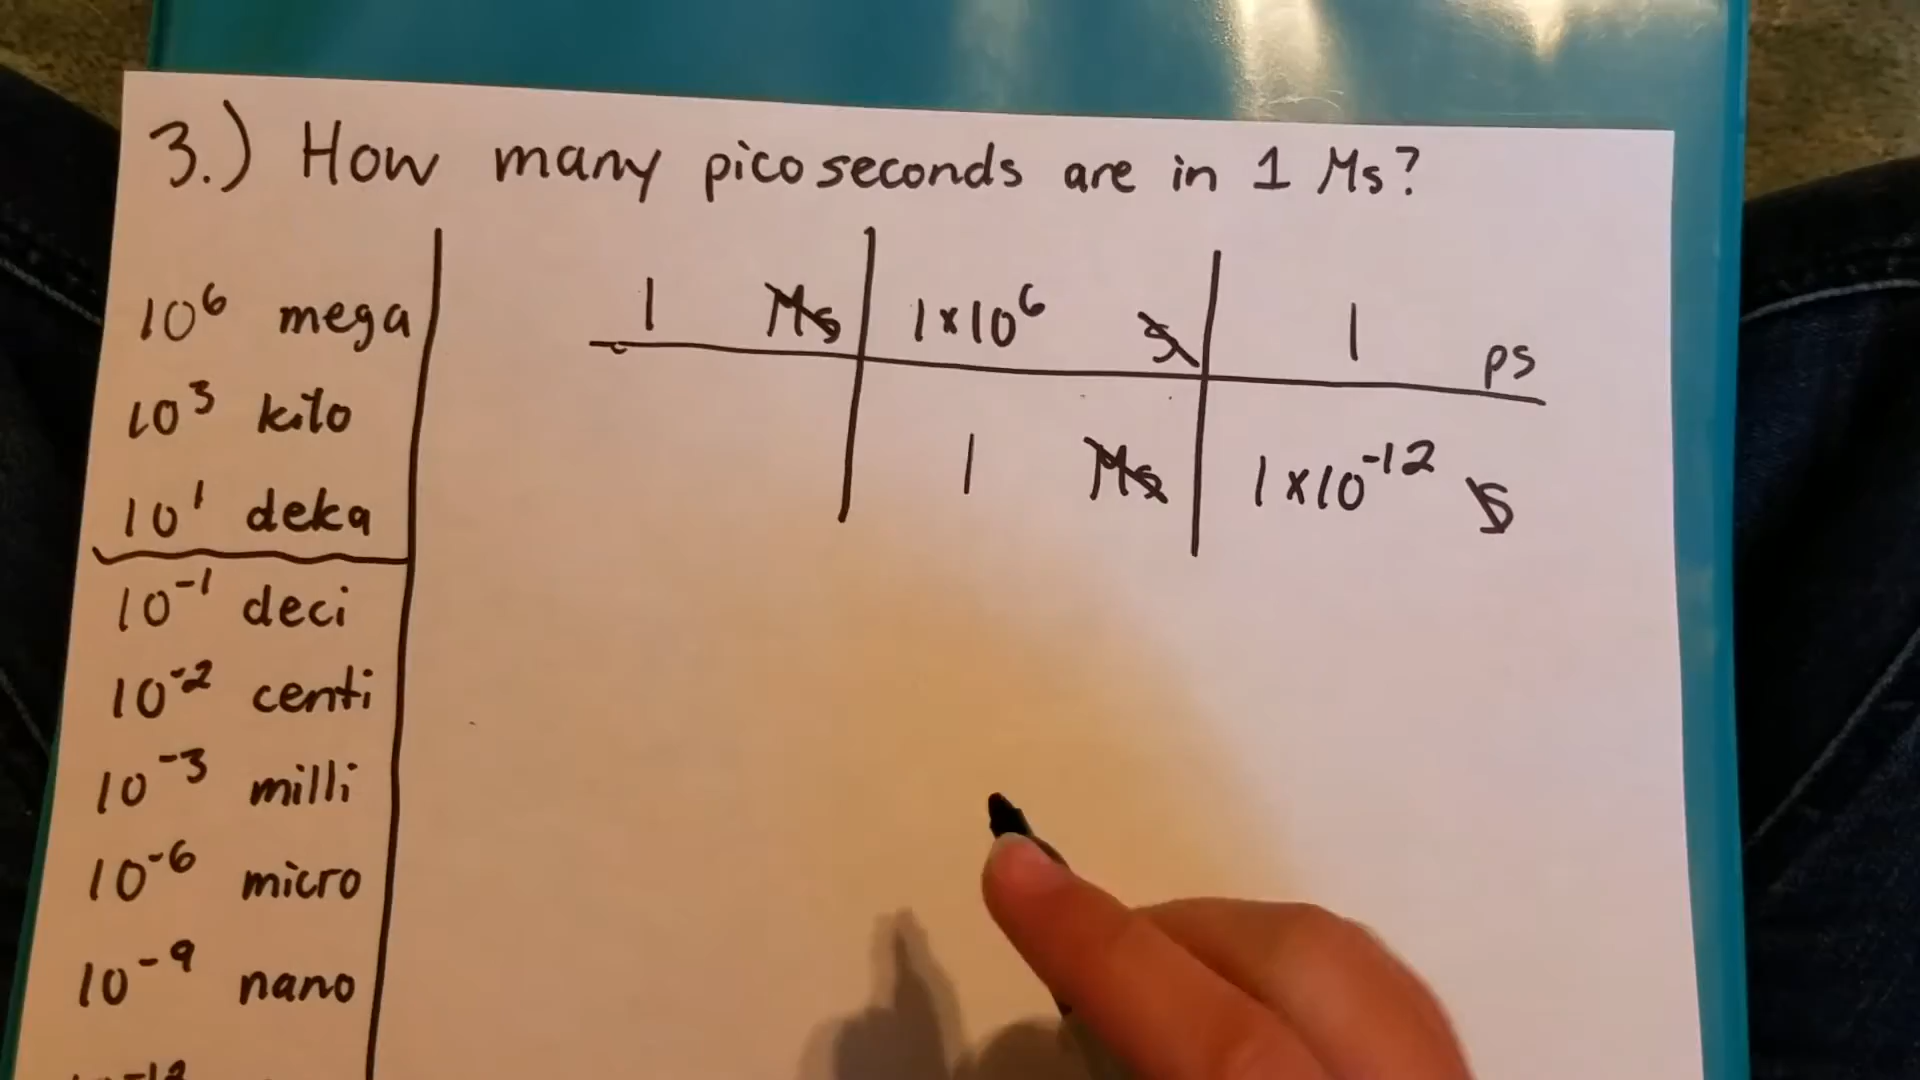 3.) How many picoseconds are in 1 Ms?
10⁶ mega
10³ kilo
10¹ deka
10⁻¹ deci
10⁻² centi
10⁻³ milli
10⁻⁶ micro
10⁻⁹ nano
1 Ms 1×10⁶ s 1 ps
1 Ms 1×10⁻¹² s